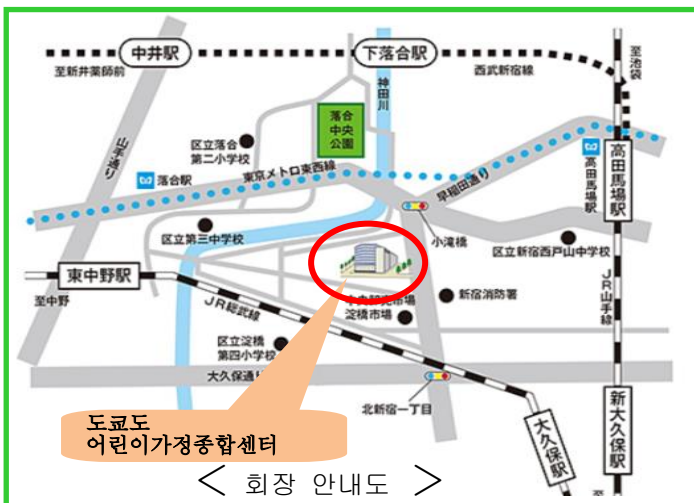 中井駅
下落合駅
至新井薬師前
西武新宿線
至池袋
神田川
落合
中央
公園
山手通り
区立落合
第二小学校
落合駅
東京メトロ東西線
早稲田通り
高田馬場駅
高田馬場駅
区立第三中学校
小滝橋
区立新宿西戸山中学校
東中野駅
至中野
JR総武線
中央卸売市場
淀橋市場
新宿消防署
JR山手線
区立淀橋
第四小学校
大久保通り
北新宿一丁目
大久保駅
新大久保駅
至
도쿄도
어린이가정종합센터
< 회장 안내도 >